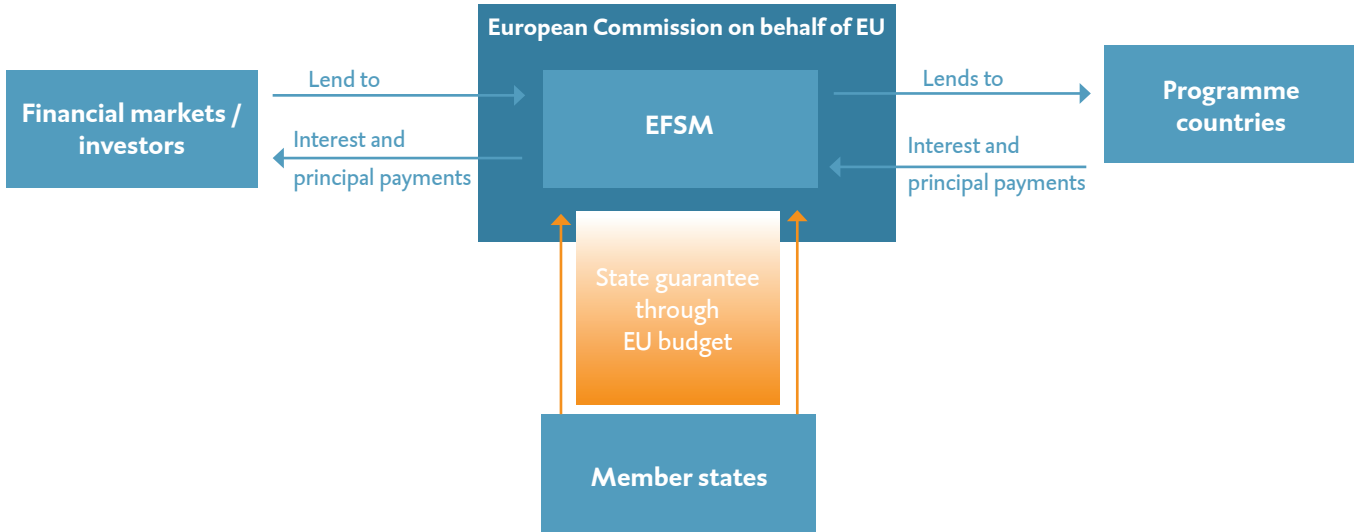 European Commission on behalf of EU
Financial markets /
investors
Lend to
Interest and
principal payments
EFSM
Lends to
Interest and
principal payments
Programme
countries
State guarantee
through
EU budget
Member states